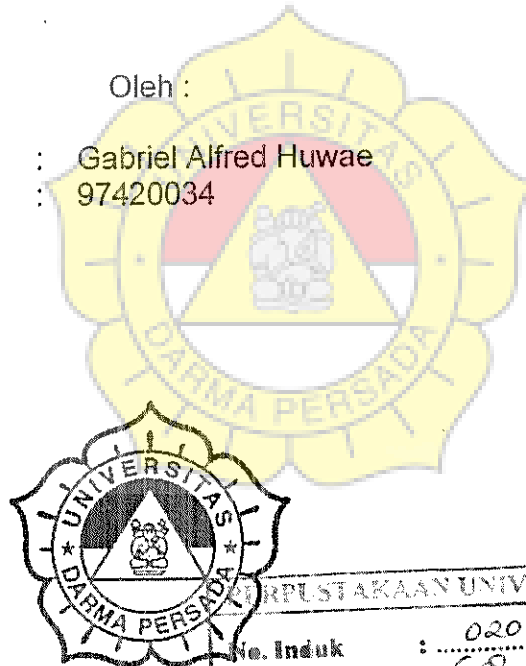 Oleh :
: Gabriel Alfred Huwae
: 97420034
UNIVERSITAS
DARMA PERSADA
UNIVERSITAS
DARMA PERSADA
PERPUSTAKAAN UNIV
No. Induk : 020